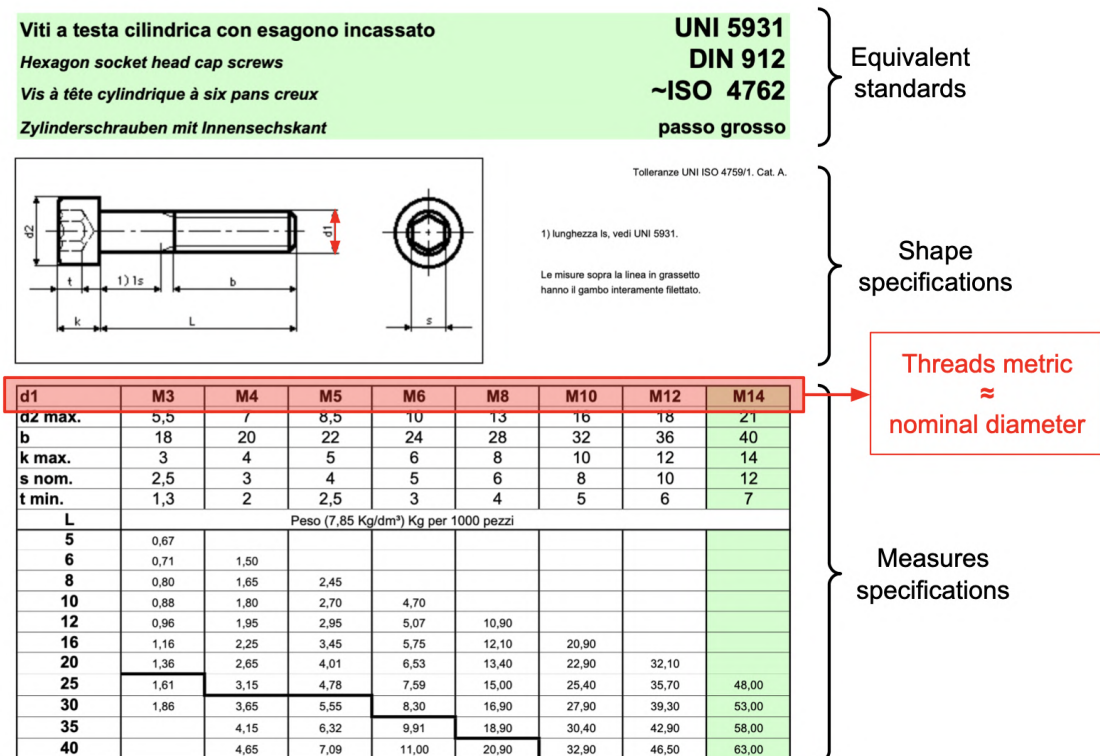 Viti a testa cilindrica con esagono incassato UNI 5931
Hexagon socket head cap screws DIN 912
Vis à tête cylindrique à six pans creux ~ISO 4762
Zylinderschrauben mit Innensechskant passo grosso
Equivalent
standards
Tolleranze UNI ISO 4759/1. Cat. A.
1) lunghezza ls, vedi UNI 5931.
Le misure sopra la linea in grassetto
hanno il gambo interamente filettato.
d2
d1
t 1) ls b
k L s
Shape
specifications
Threads metric
≈
nominal diameter
d1 M3 M4 M5 M6 M8 M10 M12 M14
d2 max. 5,5 7 8,5 10 13 16 18 21
b 18 20 22 24 28 32 36 40
k max. 3 4 5 6 8 10 12 14
s nom. 2,5 3 4 5 6 8 10 12
t min. 1,3 2 2,5 3 4 5 6 7
L Peso (7,85 Kg/dm³) Kg per 1000 pezzi
5 0,67
6 0,71 1,50
8 0,80 1,65 2,45
10 0,88 1,80 2,70 4,70
12 0,96 1,95 2,95 5,07 10,90
16 1,16 2,25 3,45 5,75 12,10 20,90
20 1,36 2,65 4,01 6,53 13,40 22,90 32,10
25 1,61 3,15 4,78 7,59 15,00 25,40 35,70 48,00
30 1,86 3,65 5,55 8,30 16,90 27,90 39,30 53,00
35 4,15 6,32 9,91 18,90 30,40 42,90 58,00
40 4,65 7,09 11,00 20,90 32,90 46,50 63,00
Measures
specifications